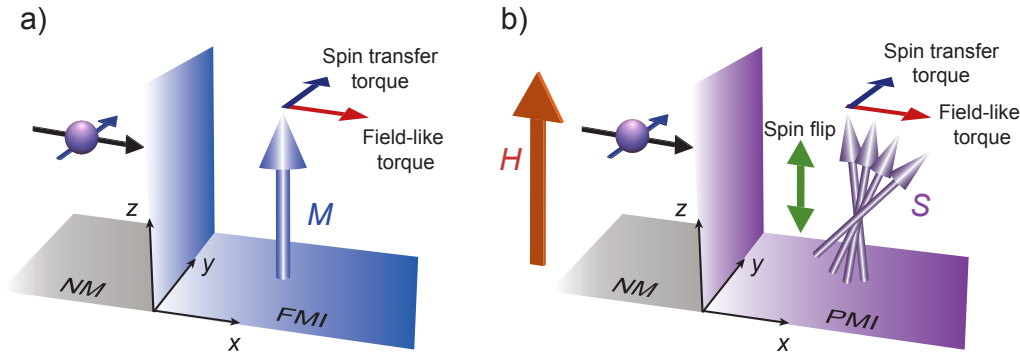 a)
Spin transfer
torque
Field-like
torque
M
z
y
x
NM
FMI
b)
H
Spin transfer
torque
Field-like
torque
Spin flip
S
z
y
x
NM
PMI